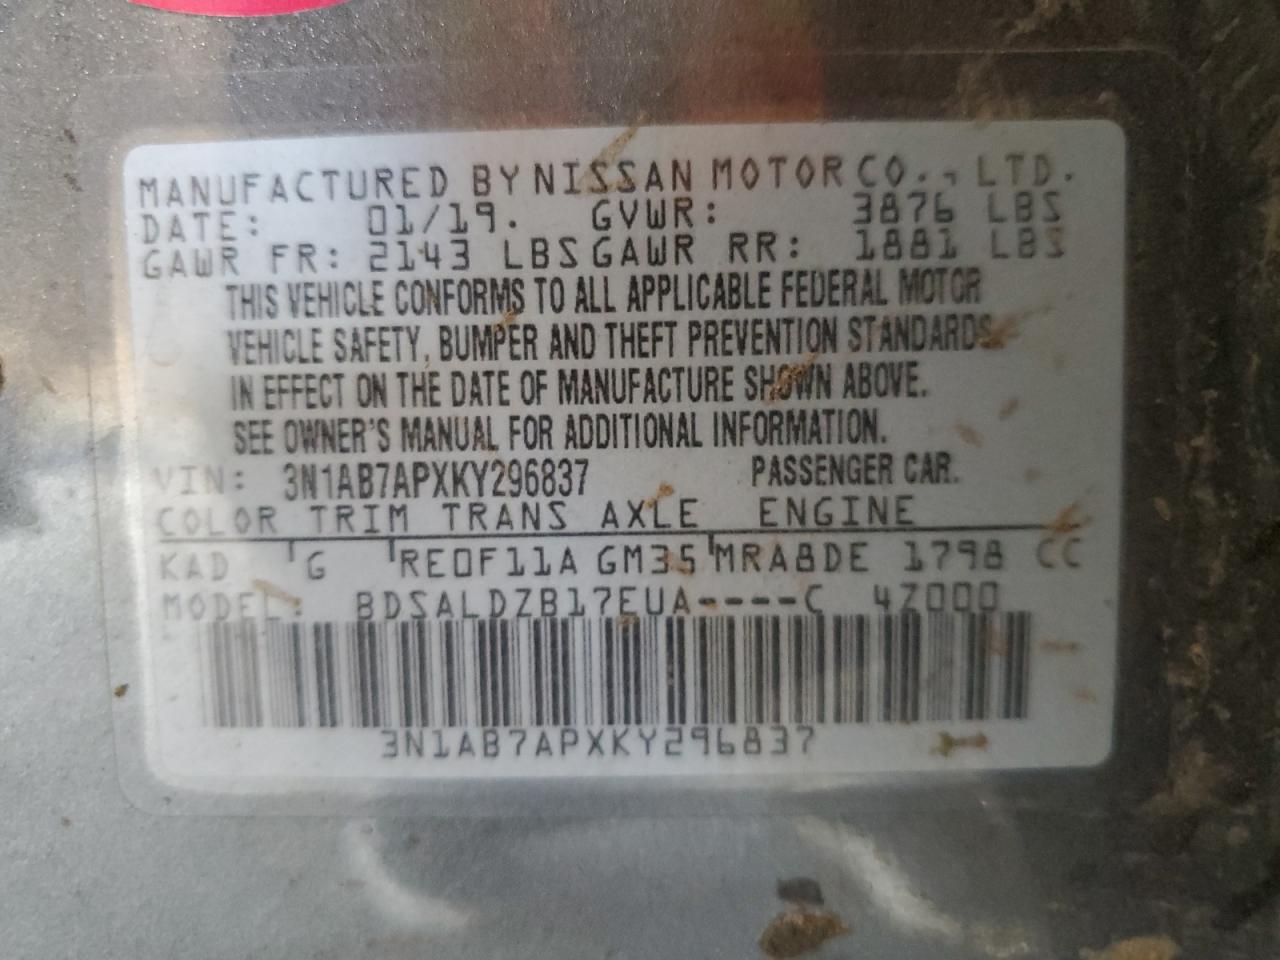 MANUFACTURED BY NISSAN MOTOR CO., LTD.
DATE: 01/19. GVWR: 3876 LBS
GAWR FR: 2143 LBS GAWR RR: 1881 LBS
THIS VEHICLE CONFORMS TO ALL APPLICABLE FEDERAL MOTOR
VEHICLE SAFETY, BUMPER AND THEFT PREVENTION STANDARDS
IN EFFECT ON THE DATE OF MANUFACTURE SHOWN ABOVE.
SEE OWNER'S MANUAL FOR ADDITIONAL INFORMATION.
VIN: 3N1AB7APXKY296837 PASSENGER CAR.
COLOR TRIM TRANS AXLE ENGINE
KAD G RE0F11A GM35 MRA8DE 1798 CC
MODEL: BDSALDZB17EUA----C 4Z000
3N1AB7APXKY296837